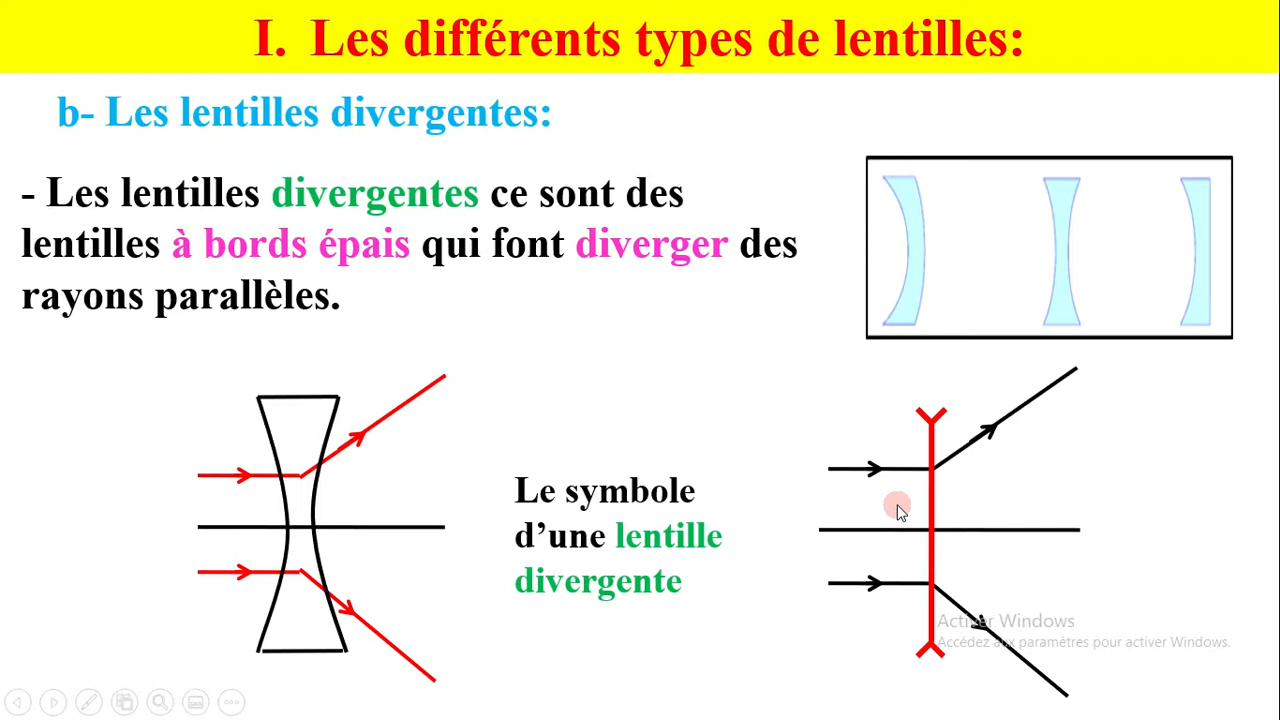 I. Les différents types de lentilles:
b- Les lentilles divergentes:
- Les lentilles divergentes ce sont des
lentilles à bords épais qui font diverger des
rayons parallèles.
Le symbole
d’une lentille
divergente
Activer Windows
Accédez aux paramètres pour activer Windows.